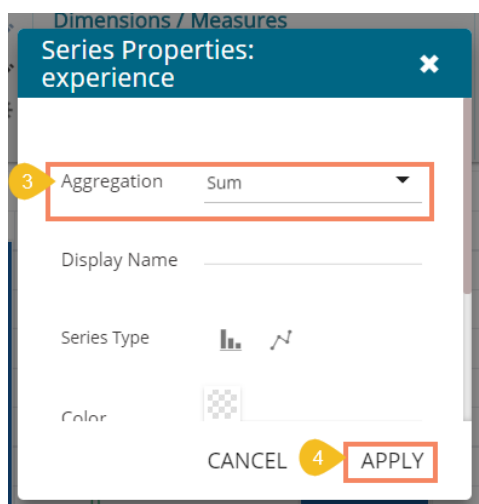 Dimensions / Measures
Series Properties:
experience
3 Aggregation Sum
Display Name
Series Type
Color
CANCEL 4 APPLY